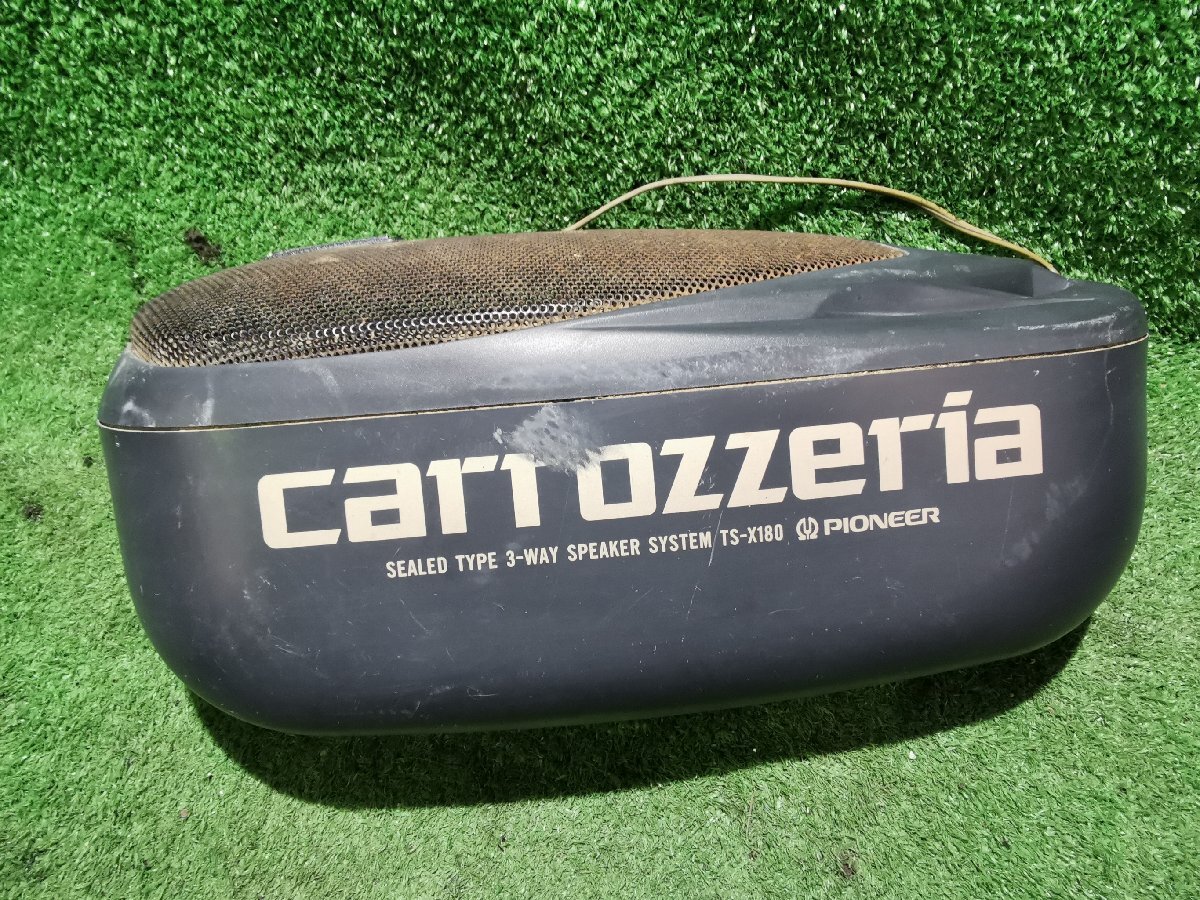 carrozzeria
SEALED TYPE 3-WAY SPEAKER SYSTEM TS-X180 PIONEER